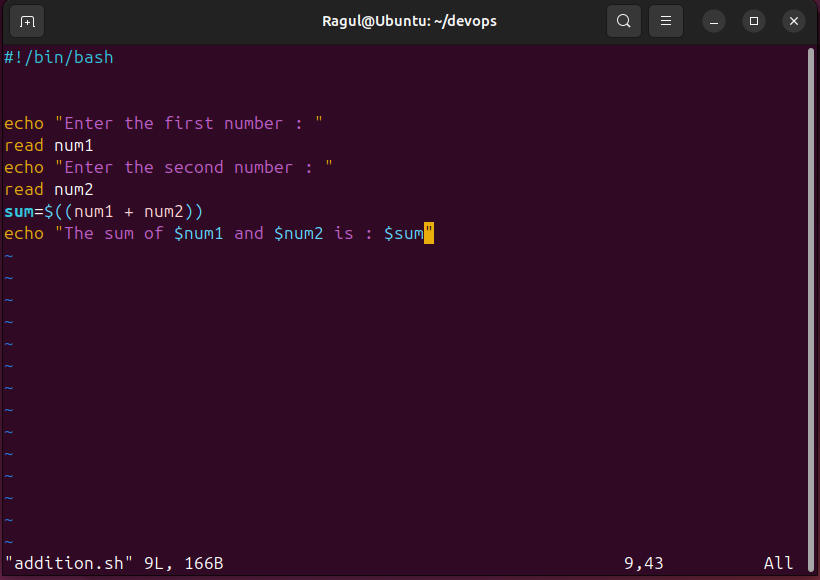 Ragul@Ubuntu: ~/devops
#!/bin/bash
echo "Enter the first number : "
read num1
echo "Enter the second number : "
read num2
sum=$((num1 + num2))
echo "The sum of $num1 and $num2 is : $sum"
~
~
~
~
~
~
~
~
~
~
~
~
~
~
"addition.sh" 9L, 166B 9,43 All